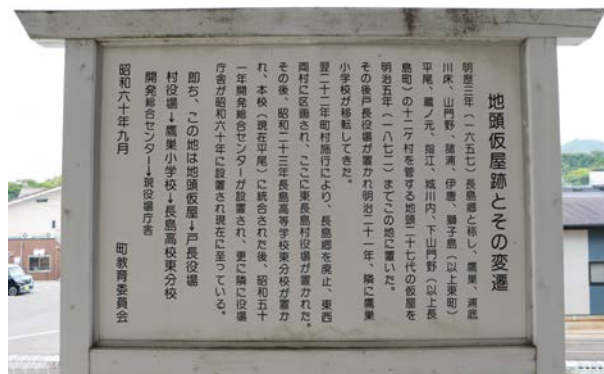 地頭仮屋跡とその変遷
明歴三年（一六五七）長島郷と称し、鷹巣、浦底
川床、山門野、諸浦、伊唐、獅子島（以上東町）
平尾、蔵ノ元、指江、城川内、下山門野（以上長
島町）の十二ヶ村を管する地頭二十七代の仮屋を
明治五年（一八七二）までこの地に置いた。
その後戸長役場が置かれ明治二十一年、隣に鷹巣
小学校が移転してきた。
翌二十二年町村施行により、長島郷を廃止、東西
両村に区画され、ここに東長島村役場が置かれた。
その後、昭和二十三年長島高等学校東分校が置か
れ、本校（現在平尾）に統合された後、昭和五十
一年開発総合センターが設置され、更に隣に役場
庁舎が昭和六十年に設置され現在に至っている。
即ち、この地は地頭仮屋→戸長役場
村役場→鷹巣小学校→長島高校東分校
開発総合センター→現役場庁舎
昭和六十年九月　町教育委員会